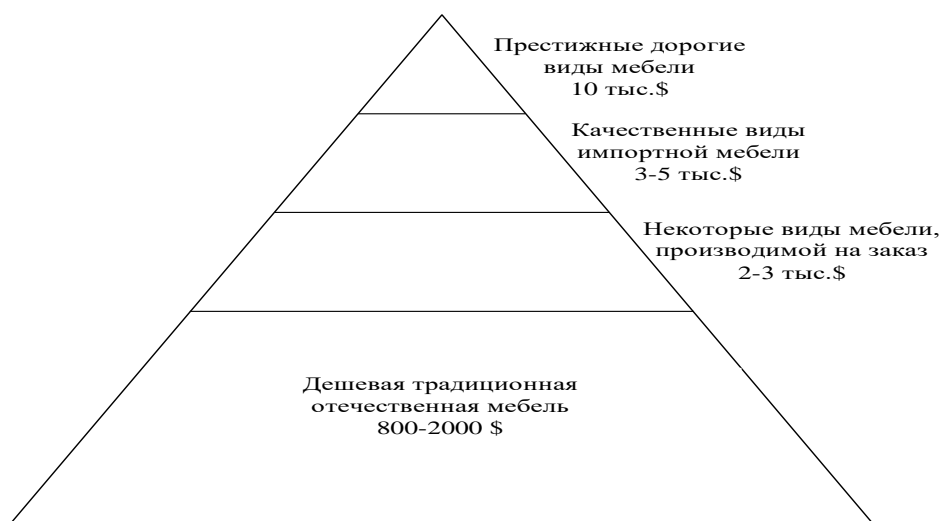 Престижные дорогие
виды мебели
10 тыс.$
Качественные виды
импортной мебели
3-5 тыс.$
Некоторые виды мебели,
производимой на заказ
2-3 тыс.$
Дешевая традиционная
отечественная мебель
800-2000 $